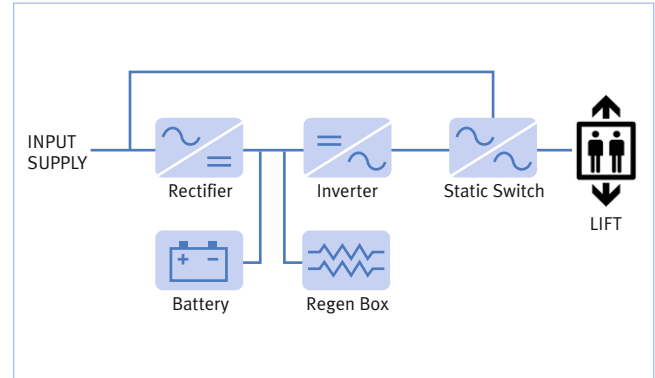 INPUT
SUPPLY
Rectifier
Inverter
Static Switch
LIFT
Battery
Regen Box